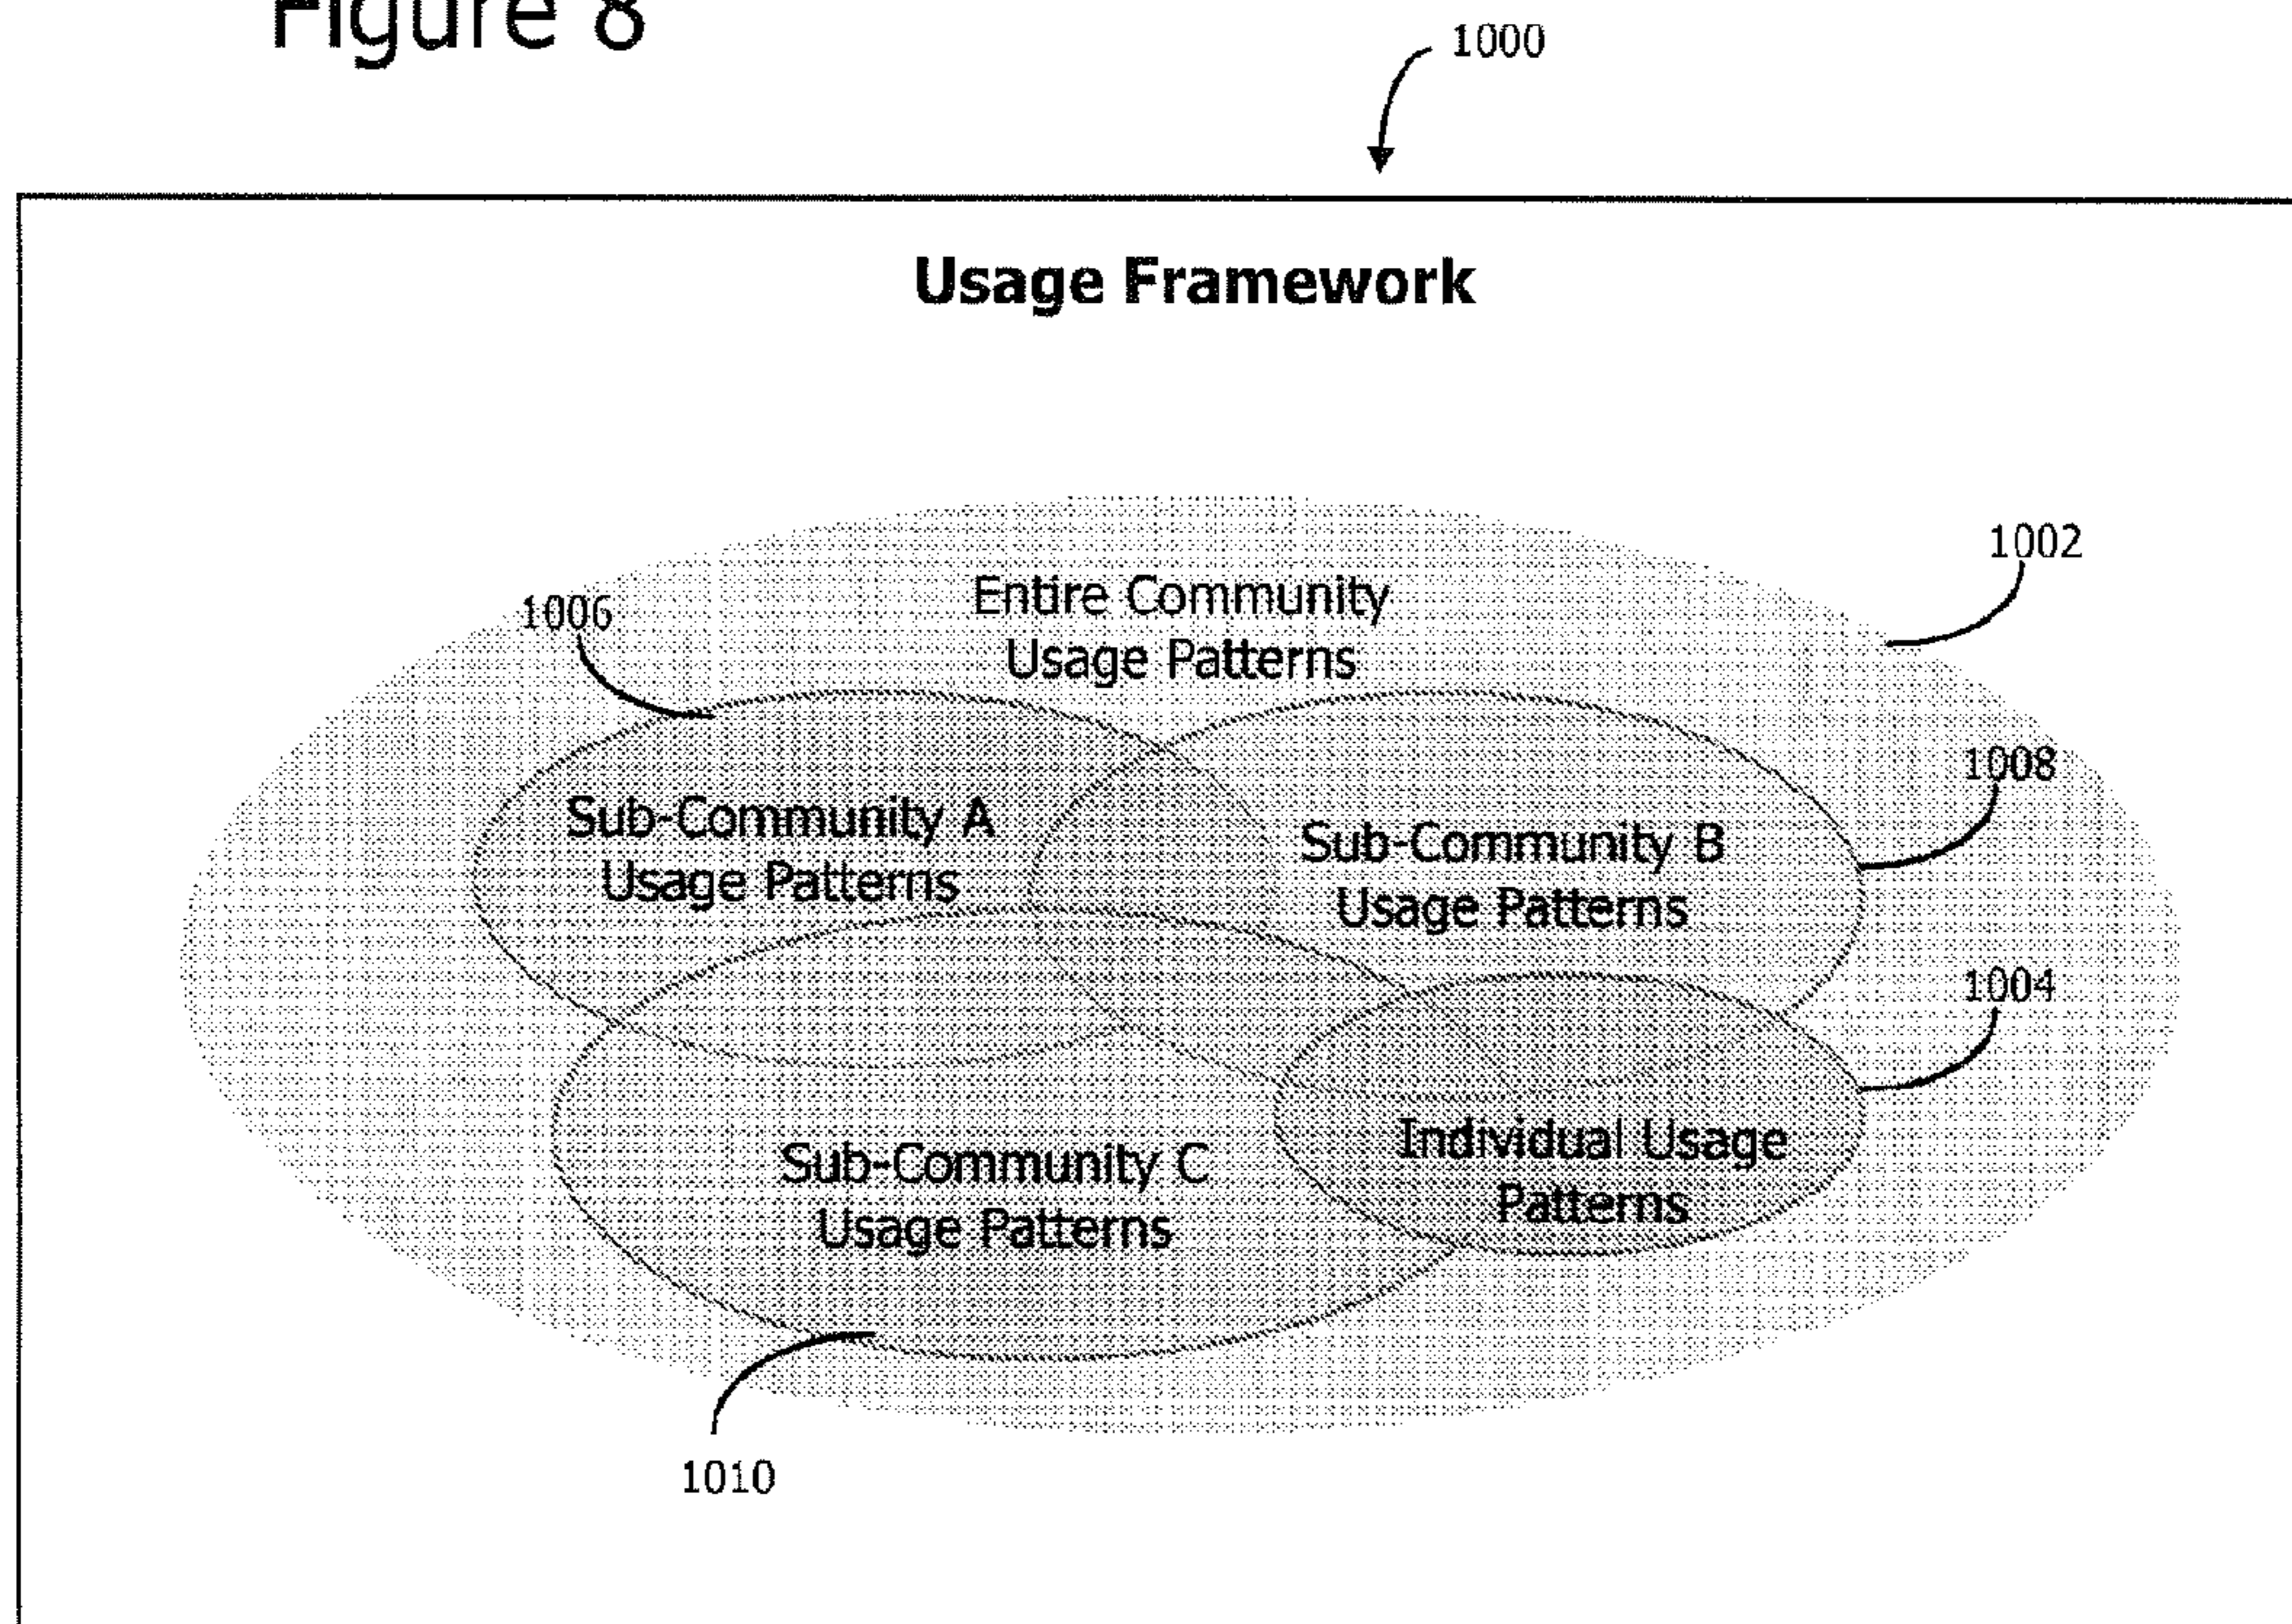 Figure 8
1000
Usage Framework
1002
Entire Community
Usage Patterns
1006
1008
Sub-Community A
Usage Patterns
Sub-Community B
Usage Patterns
1004
Individual Usage
Patterns
Sub-Community C
Usage Patterns
1010